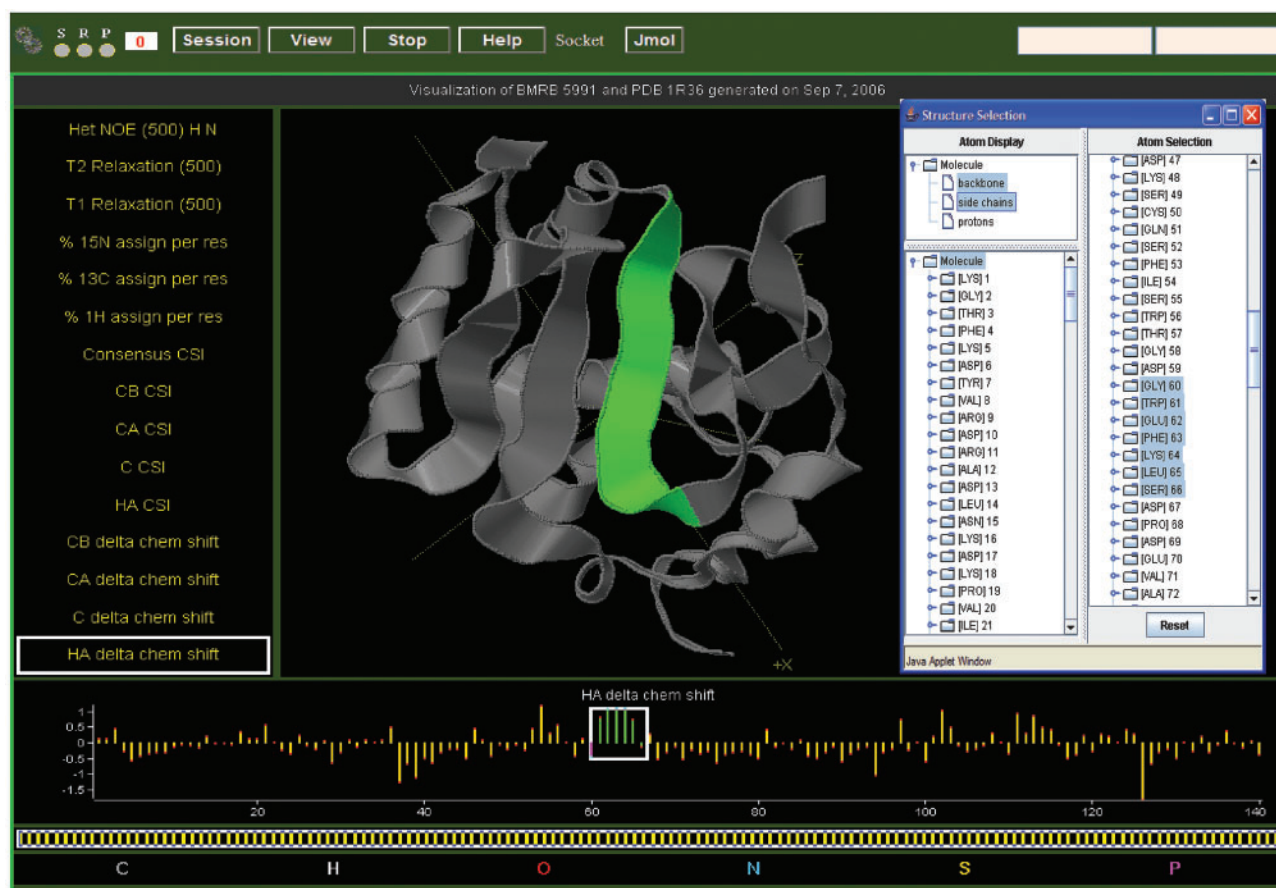 S R P
0
Session View Stop Help Socket Jmol
Visualization of BMRB 5991 and PDB 1R36 generated on Sep 7, 2006
Het NOE (500) H N
T2 Relaxation (500)
T1 Relaxation (500)
% 15N assign per res
% 13C assign per res
% 1H assign per res
Consensus CSI
CB CSI
CA CSI
C CSI
HA CSI
CB delta chem shift
CA delta chem shift
C delta chem shift
HA delta chem shift
Z
+X
Structure Selection
Atom Display
Molecule
backbone
side chains
protons
Molecule
[LYS] 1
[GLY] 2
[THR] 3
[PHE] 4
[LYS] 5
[ASP] 6
[TYR] 7
[VAL] 8
[ARG] 9
[ASP] 10
[ARG] 11
[ALA] 12
[ASP] 13
[LEU] 14
[ASN] 15
[LYS] 16
[ASP] 17
[LYS] 18
[PRO] 19
[VAL] 20
[ILE] 21
Atom Selection
[ASP] 47
[LYS] 48
[SER] 49
[CYS] 50
[GLN] 51
[SER] 52
[PHE] 53
[ILE] 54
[SER] 55
[TRP] 56
[THR] 57
[GLY] 58
[ASP] 59
[GLY] 60
[TRP] 61
[GLU] 62
[PHE] 63
[LYS] 64
[LEU] 65
[SER] 66
[ASP] 67
[PRO] 68
[ASP] 69
[GLU] 70
[VAL] 71
[ALA] 72
Reset
Java Applet Window
HA delta chem shift
1
0.5
0
-0.5
-1
-1.5
20 40 60 80 100 120 140
C H O N S P